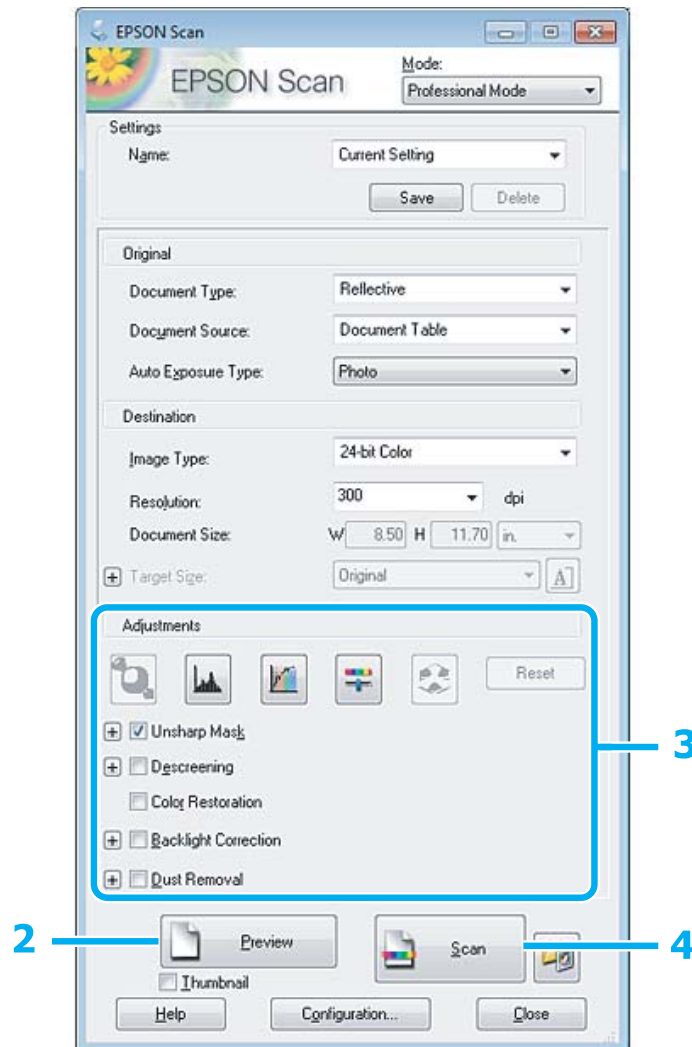 EPSON Scan
EPSON Scan
Mode:
Professional Mode
Settings
Name:
Current Setting
Save
Delete
Original
Document Type:
Reflective
Document Source:
Document Table
Auto Exposure Type:
Photo
Destination
Image Type:
24-bit Color
Resolution:
300
dpi
Document Size:
W 8.50 H 11.70 in.
Target Size:
Original
A
Adjustments
Reset
3
Unsharp Mask
Descreening
Color Restoration
Backlight Correction
Dust Removal
2
Preview
Scan
4
Thumbnail
Help
Configuration...
Close